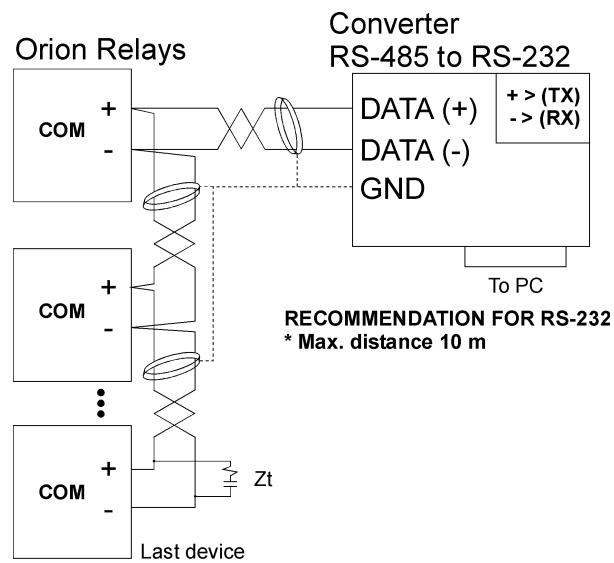 Orion Relays
Converter
RS-485 to RS-232
COM
+
-
DATA (+)
DATA (-)
GND
+ > (TX)
- > (RX)
To PC
RECOMMENDATION FOR RS-232
* Max. distance 10 m
COM
+
-
COM
+
-
Zt
Last device